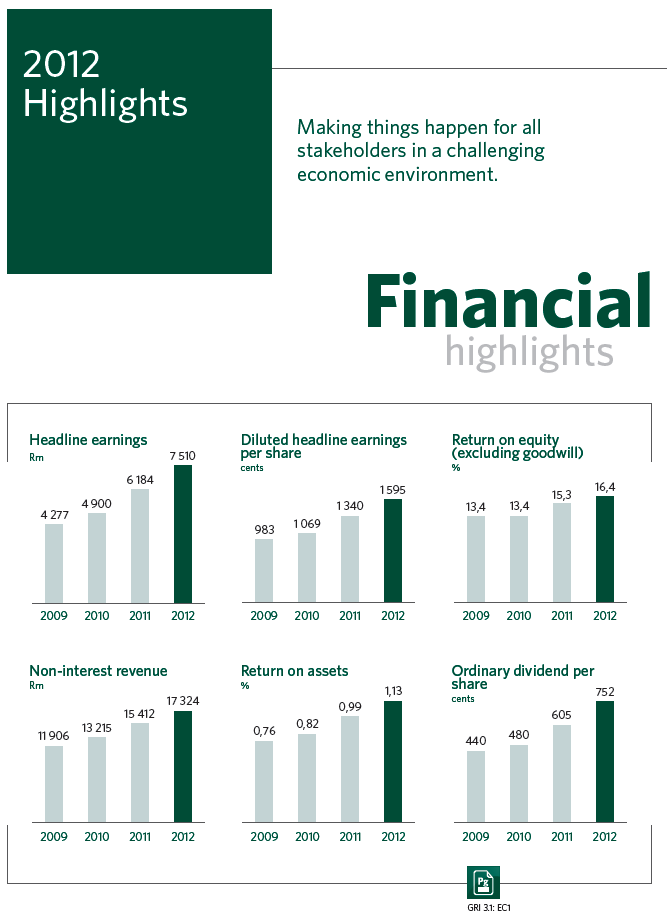 2012
Highlights
Making things happen for all
stakeholders in a challenging
economic environment.
Financial
highlights
Headline earnings
Rm
4 277
4 900
6 184
7 510
2009 2010 2011 2012
Diluted headline earnings
per share
cents
983
1 069
1 340
1 595
2009 2010 2011 2012
Return on equity
(excluding goodwill)
%
13,4
13,4
15,3
16,4
2009 2010 2011 2012
Non-interest revenue
Rm
11 906
13 215
15 412
17 324
2009 2010 2011 2012
Return on assets
%
0,76
0,82
0,99
1,13
2009 2010 2011 2012
Ordinary dividend per
share
cents
440
480
605
752
2009 2010 2011 2012
Pg
GRI 3.1: EC1